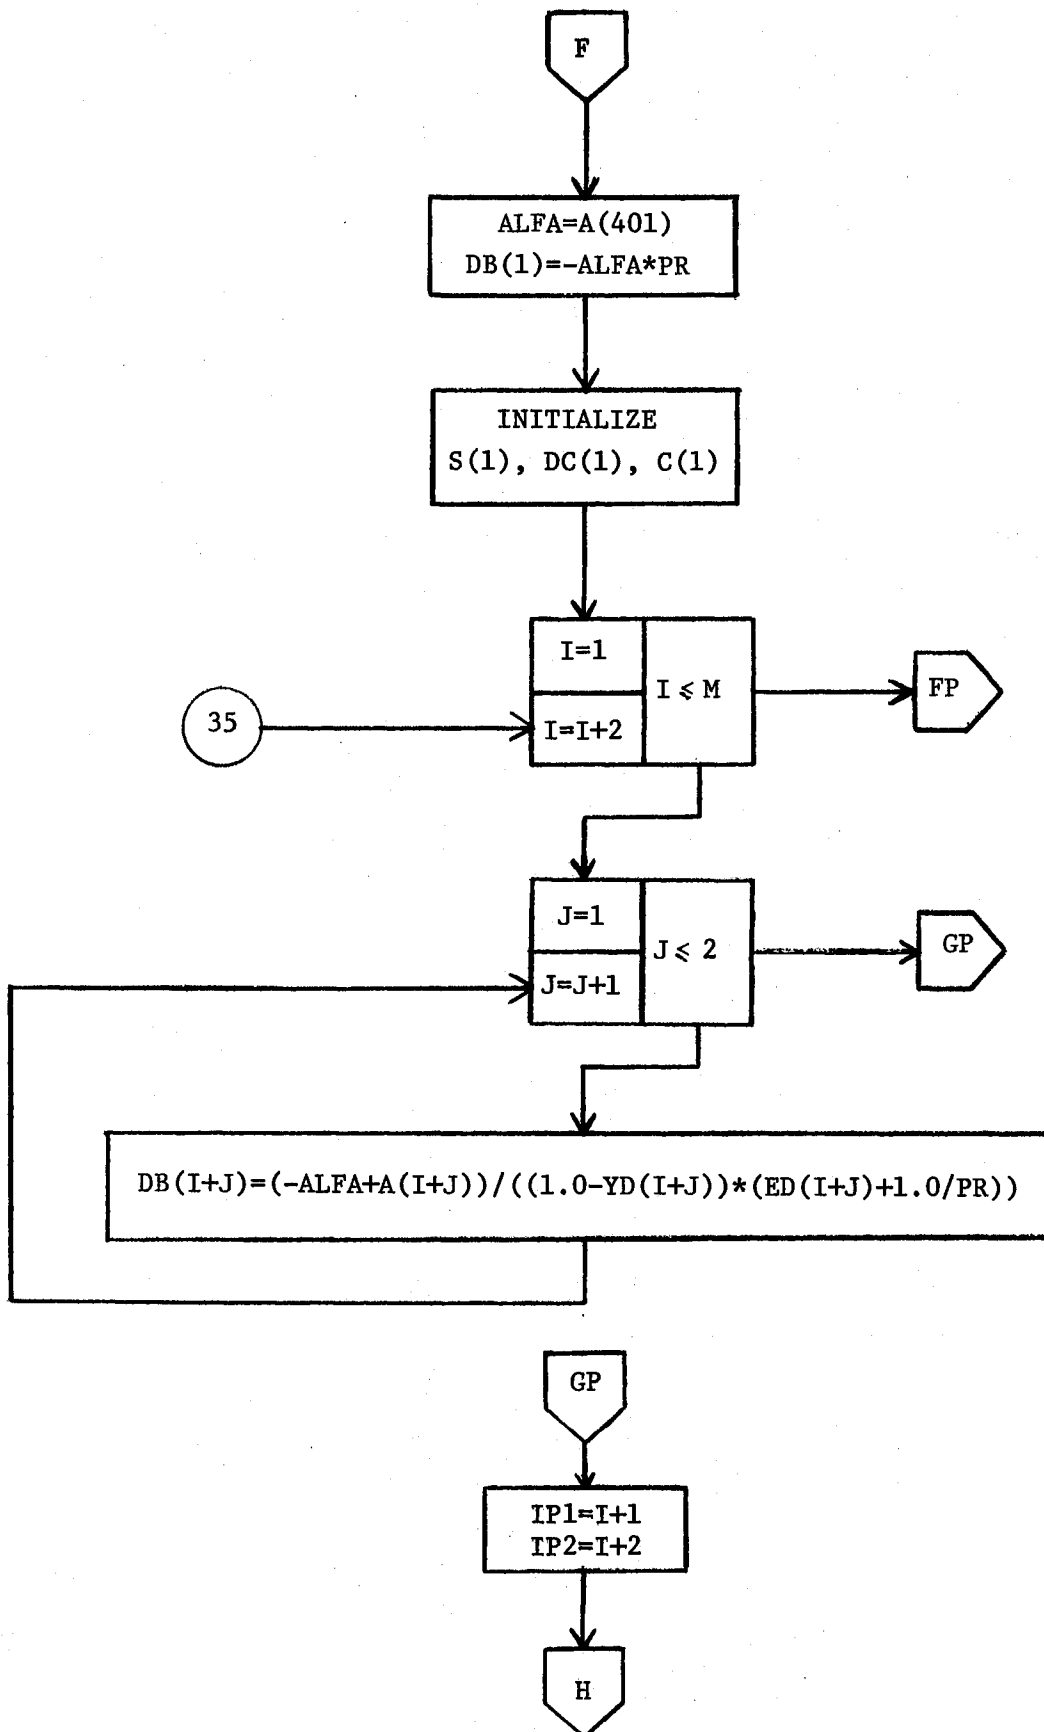 F
ALFA=A(401)
DB(1)=-ALFA*PR
INITIALIZE
S(1), DC(1), C(1)
I=1
I ⩽ M
FP
35
I=I+2
J=1
J ⩽ 2
GP
J=J+1
DB(I+J)=(-ALFA+A(I+J))/((1.0-YD(I+J))*(ED(I+J)+1.0/PR))
GP
IP1=I+1
IP2=I+2
H